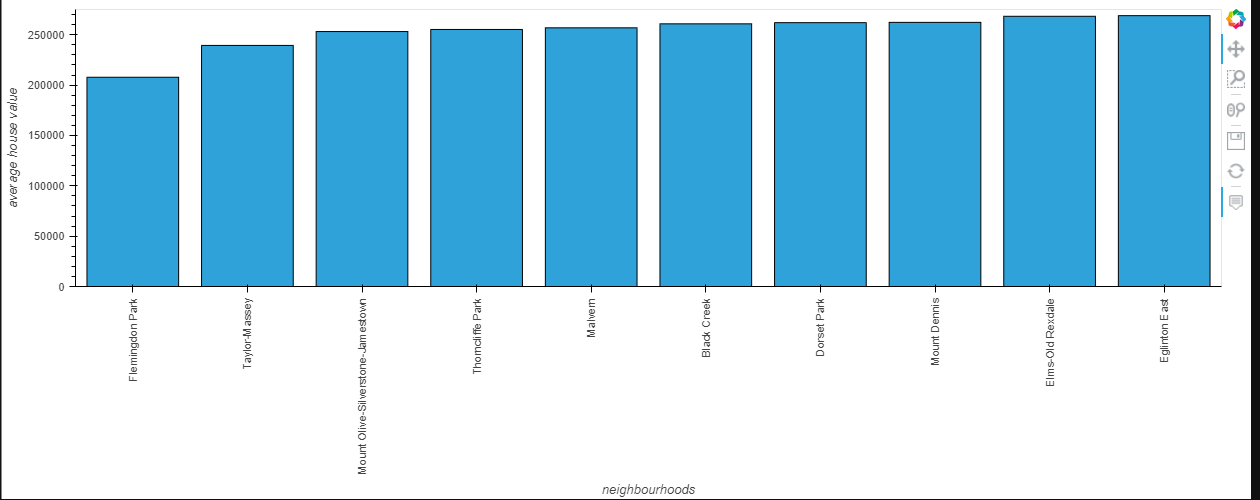 250000
200000
150000
100000
50000
0
average house value
Flemingdon Park
Taylor-Massey
Mount Olive-Silverstone-Jamestown
Thorncliffe Park
Malvern
Black Creek
Dorset Park
Mount Dennis
Elms-Old Rexdale
Eglinton East
neighbourhoods